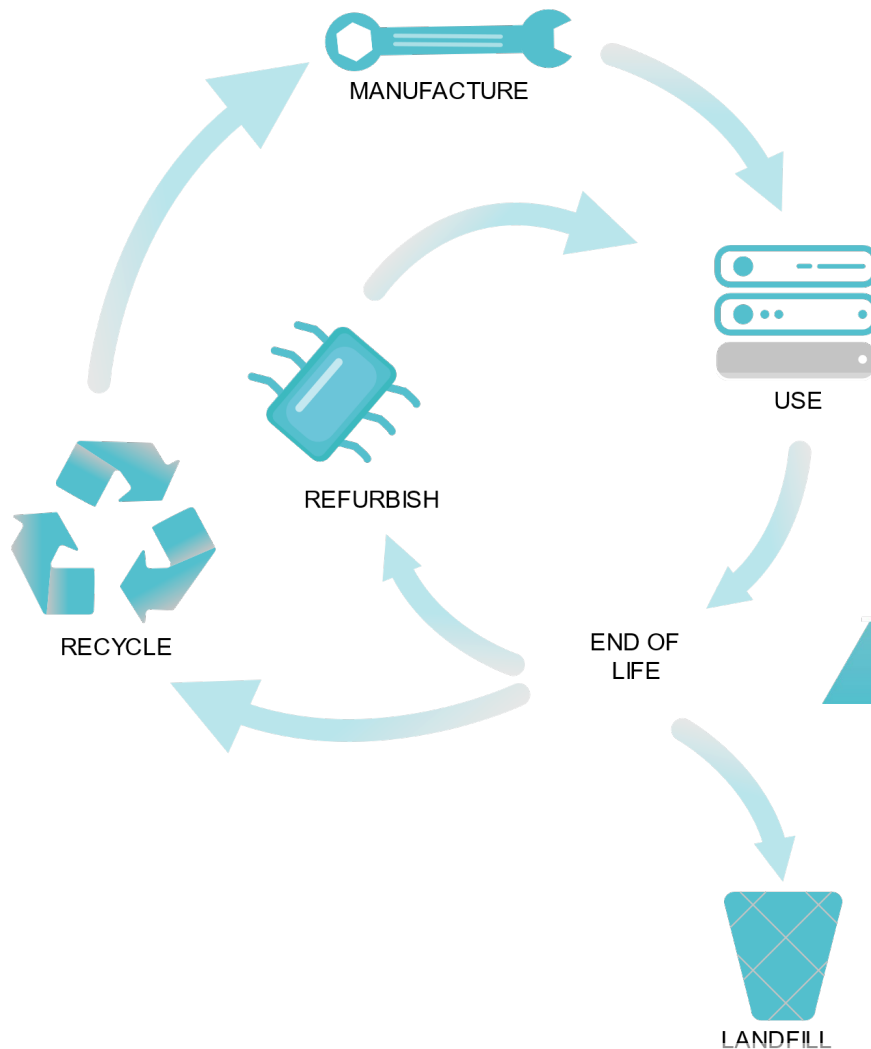 MANUFACTURE
USE
REFURBISH
END OF
LIFE
RECYCLE
LANDFILL